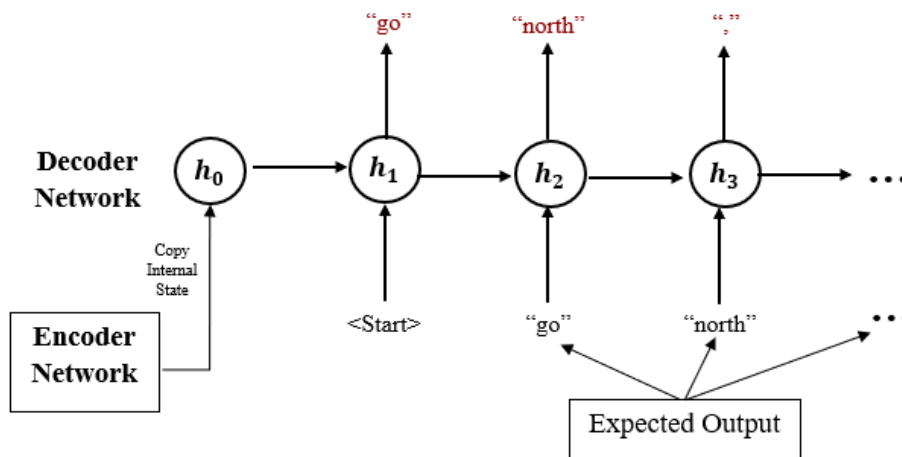 “go” “north” “,”
Decoder
Network
h₀ h₁ h₂ h₃ ...
Copy
Internal
State
<Start> “go” “north” ...
Encoder
Network
Expected Output